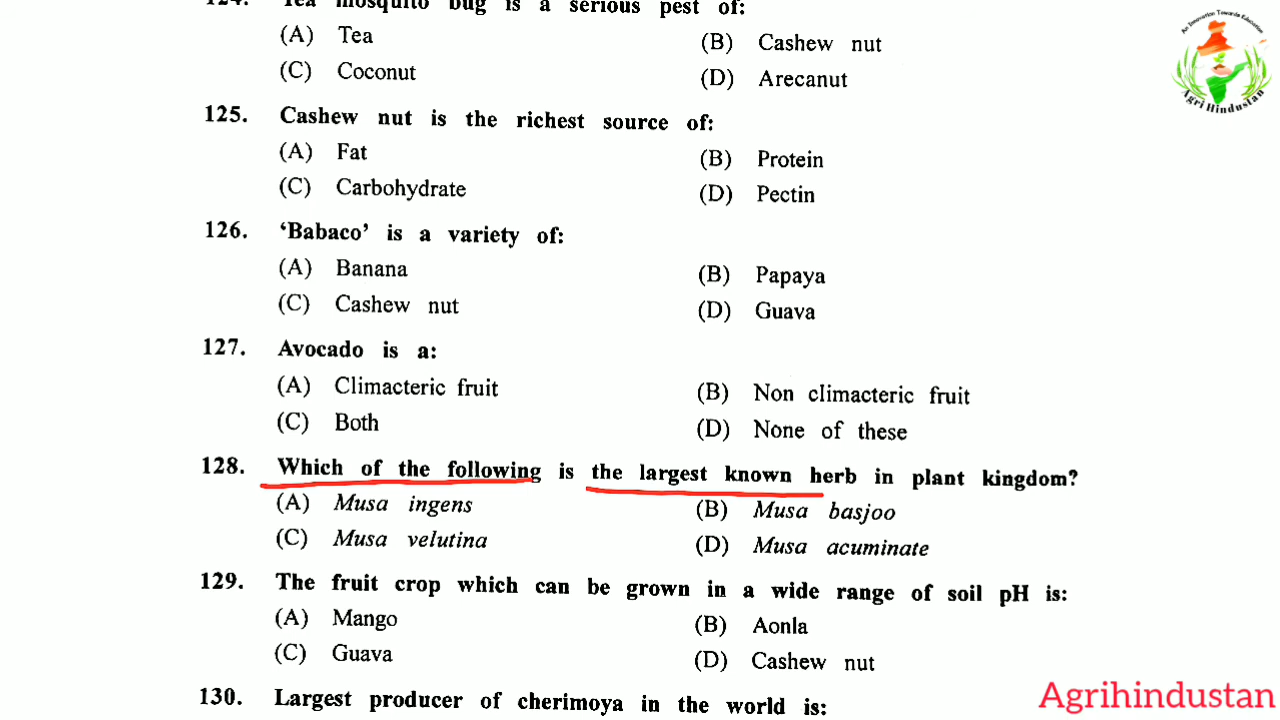 124. Tea mosquito bug is a serious pest of:
(A) Tea (B) Cashew nut
(C) Coconut (D) Arecanut
125. Cashew nut is the richest source of:
(A) Fat (B) Protein
(C) Carbohydrate (D) Pectin
126. ‘Babaco’ is a variety of:
(A) Banana (B) Papaya
(C) Cashew nut (D) Guava
127. Avocado is a:
(A) Climacteric fruit (B) Non climacteric fruit
(C) Both (D) None of these
128. Which of the following is the largest known herb in plant kingdom?
(A) Musa ingens (B) Musa basjoo
(C) Musa velutina (D) Musa acuminate
129. The fruit crop which can be grown in a wide range of soil pH is:
(A) Mango (B) Aonla
(C) Guava (D) Cashew nut
130. Largest producer of cherimoya in the world is:
An Innovation Towards Education
Agri Hindustan
Agrihindustan